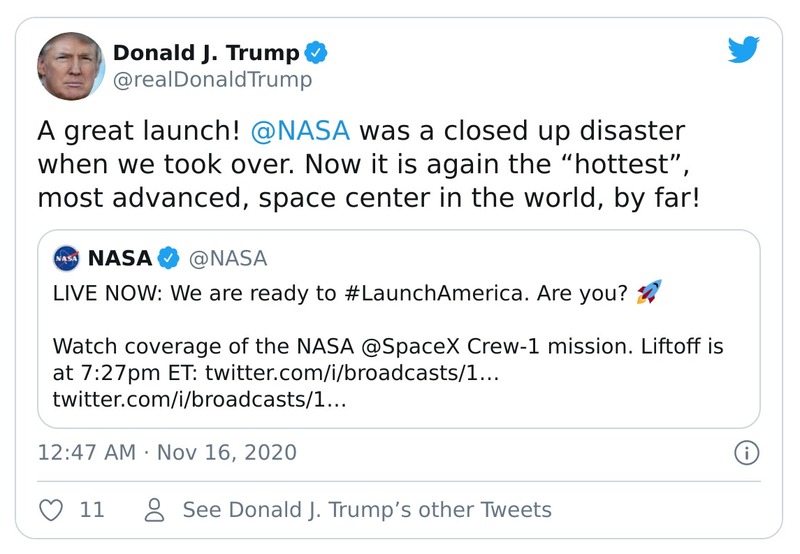 Donald J. Trump
@realDonaldTrump
A great launch! @NASA was a closed up disaster
when we took over. Now it is again the “hottest”,
most advanced, space center in the world, by far!
NASA
NASA @NASA
LIVE NOW: We are ready to #LaunchAmerica. Are you? 🚀
Watch coverage of the NASA @SpaceX Crew-1 mission. Liftoff is
at 7:27pm ET: twitter.com/i/broadcasts/1…
twitter.com/i/broadcasts/1…
12:47 AM · Nov 16, 2020
11 See Donald J. Trump’s other Tweets